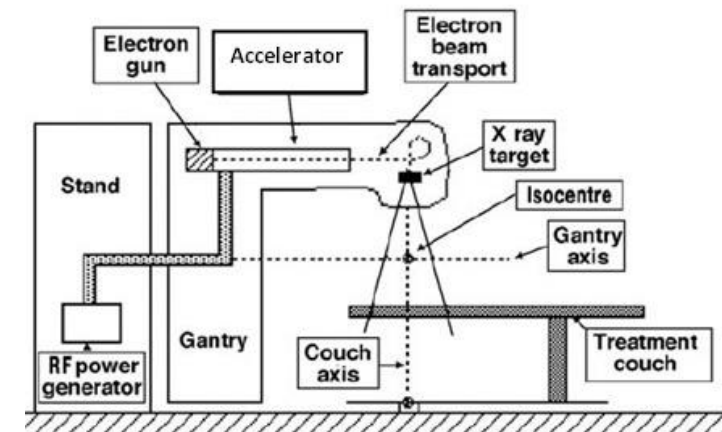 Electron
gun
Accelerator
Electron
beam
transport
X ray
target
Stand
Isocentre
Gantry
axis
Gantry
RF power
generator
Couch
axis
Treatment
couch